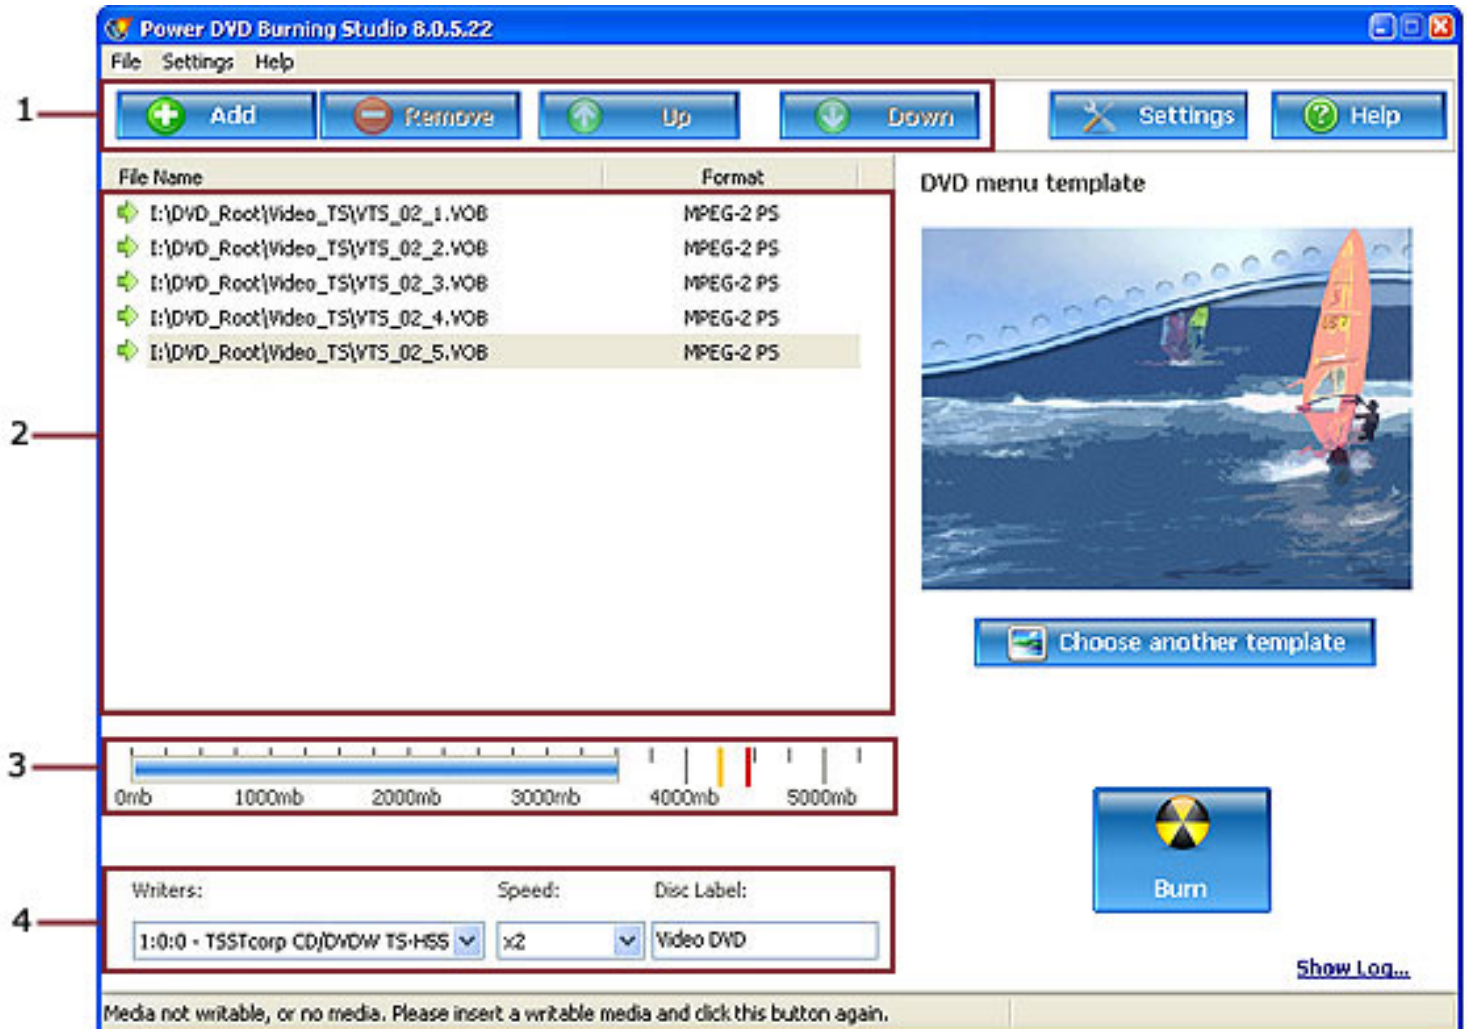 Power DVD Burning Studio 8.0.5.22
File Settings Help
1
Add Remove Up Down Settings Help
File Name Format
DVD menu template
I:\DVD_Root\Video_TS\VTS_02_1.VOB MPEG-2 PS
I:\DVD_Root\Video_TS\VTS_02_2.VOB MPEG-2 PS
I:\DVD_Root\Video_TS\VTS_02_3.VOB MPEG-2 PS
I:\DVD_Root\Video_TS\VTS_02_4.VOB MPEG-2 PS
I:\DVD_Root\Video_TS\VTS_02_5.VOB MPEG-2 PS
2
Choose another template
3
0mb 1000mb 2000mb 3000mb 4000mb 5000mb
Writers: Speed: Disc Label:
4
1:0:0 - TSSTcorp CD/DVDW TS-H55 x2 Video DVD
Burn
Show Log...
Media not writable, or no media. Please insert a writable media and click this button again.